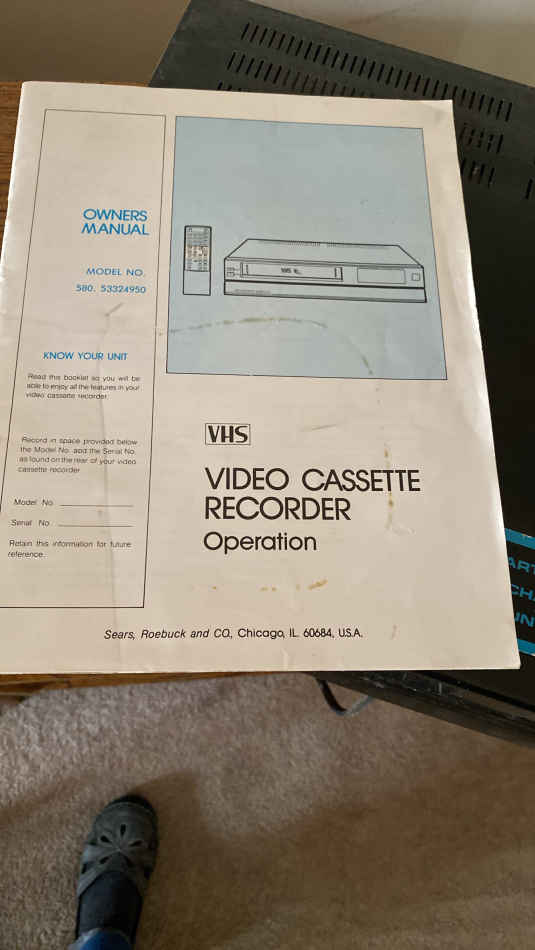 OWNERS
MANUAL
MODEL NO.
580. 53324950
KNOW YOUR UNIT
Read this booklet so you will be
able to enjoy all the features in your
video cassette recorder.
Record in space provided below
the Model No. and the Serial No.
as found on the rear of your video
cassette recorder
Model No.
Serial No.
Retain this information for future
reference.
VHS
VIDEO CASSETTE
RECORDER
Operation
Sears, Roebuck and CO., Chicago, IL. 60684, U.S.A.
ART
CHA
UN